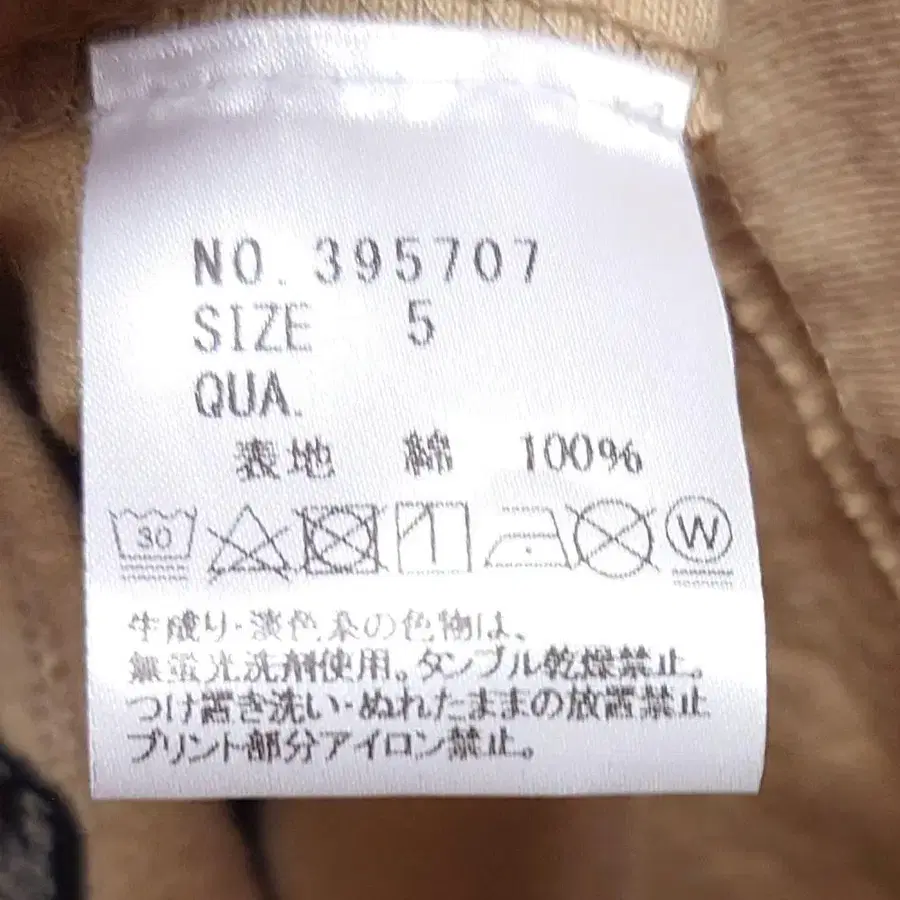 NO. 395707
SIZE 5
QUA.
表地 綿 100%
30 W
生成り・淡色染の色物は、
無蛍光洗剤使用。タンブル乾燥禁止。
つけ置き洗い・ぬれたままの放置禁止
プリント部分アイロン禁止。